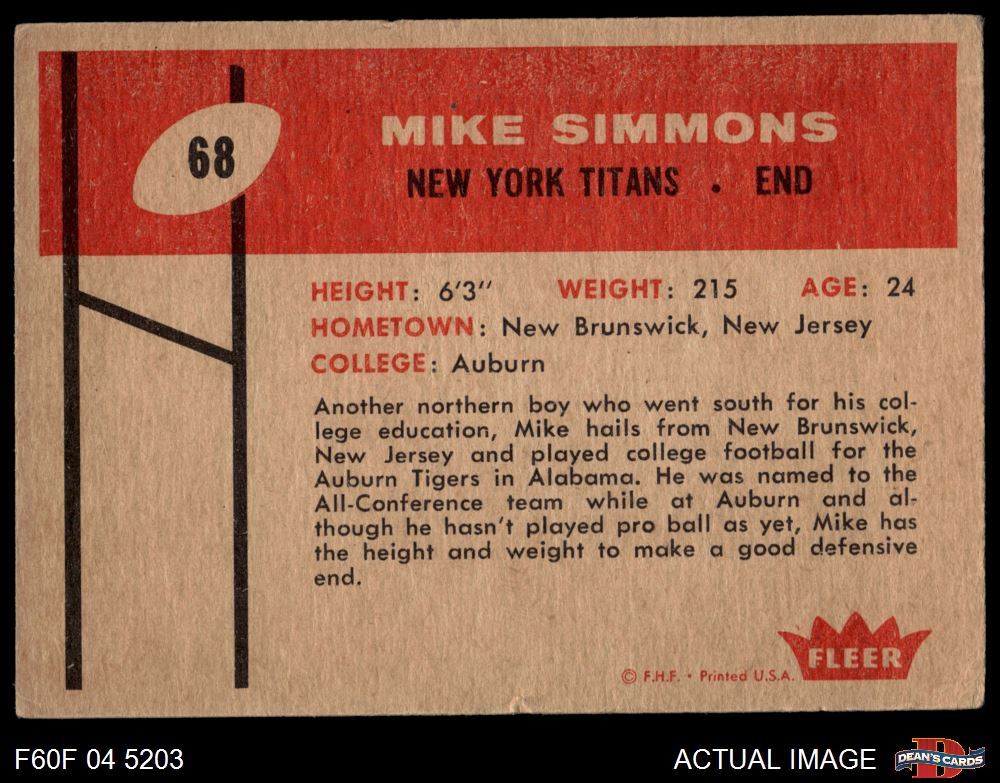 68
MIKE SIMMONS
NEW YORK TITANS . END
HEIGHT: 6'3" WEIGHT: 215 AGE: 24
HOMETOWN: New Brunswick, New Jersey
COLLEGE: Auburn
Another northern boy who went south for his col-
lege education, Mike hails from New Brunswick,
New Jersey and played college football for the
Auburn Tigers in Alabama. He was named to the
All-Conference team while at Auburn and al-
though he hasn't played pro ball as yet, Mike has
the height and weight to make a good defensive
end.
FLEER
© F.H.F. • Printed U.S.A.
F60F 04 5203
ACTUAL IMAGE
D
DEAN'S CARDS